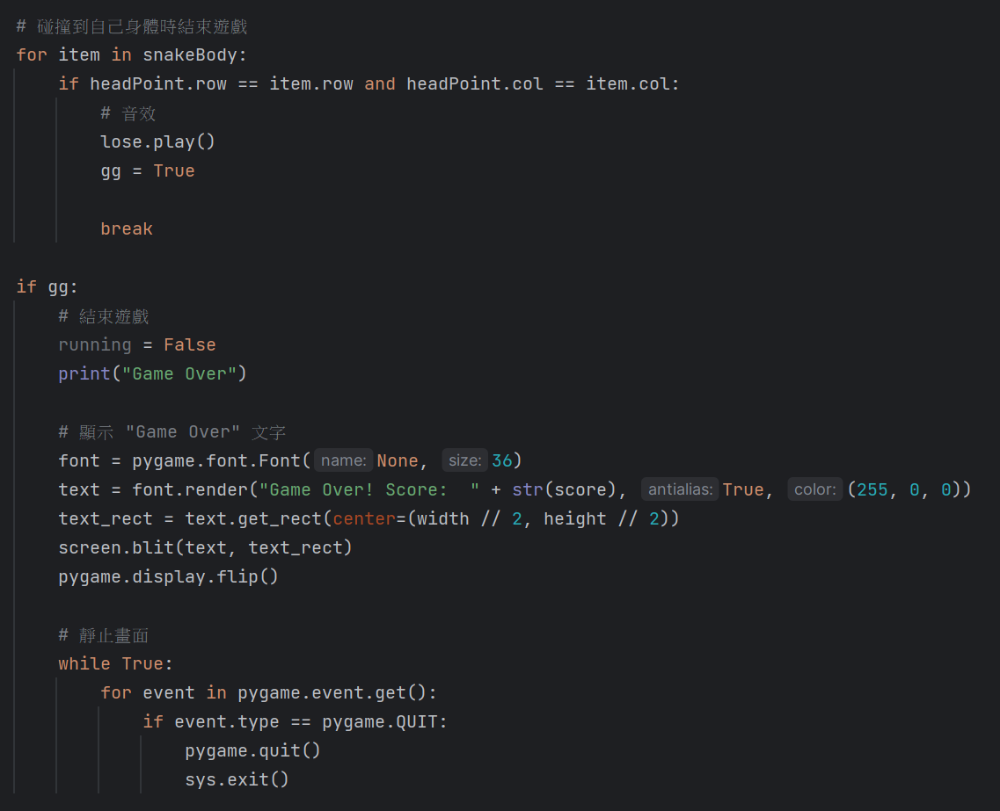 # 碰撞到自己身體時結束遊戲
for item in snakeBody:
    if headPoint.row == item.row and headPoint.col == item.col:
        # 音效
        lose.play()
        gg = True

        break

if gg:
    # 結束遊戲
    running = False
    print("Game Over")

    # 顯示 "Game Over" 文字
    font = pygame.font.Font( name: None,  size: 36)
    text = font.render("Game Over! Score:  " + str(score),  antialias: True,  color: (255, 0, 0))
    text_rect = text.get_rect(center=(width // 2, height // 2))
    screen.blit(text, text_rect)
    pygame.display.flip()

    # 靜止畫面
    while True:
        for event in pygame.event.get():
            if event.type == pygame.QUIT:
                pygame.quit()
                sys.exit()